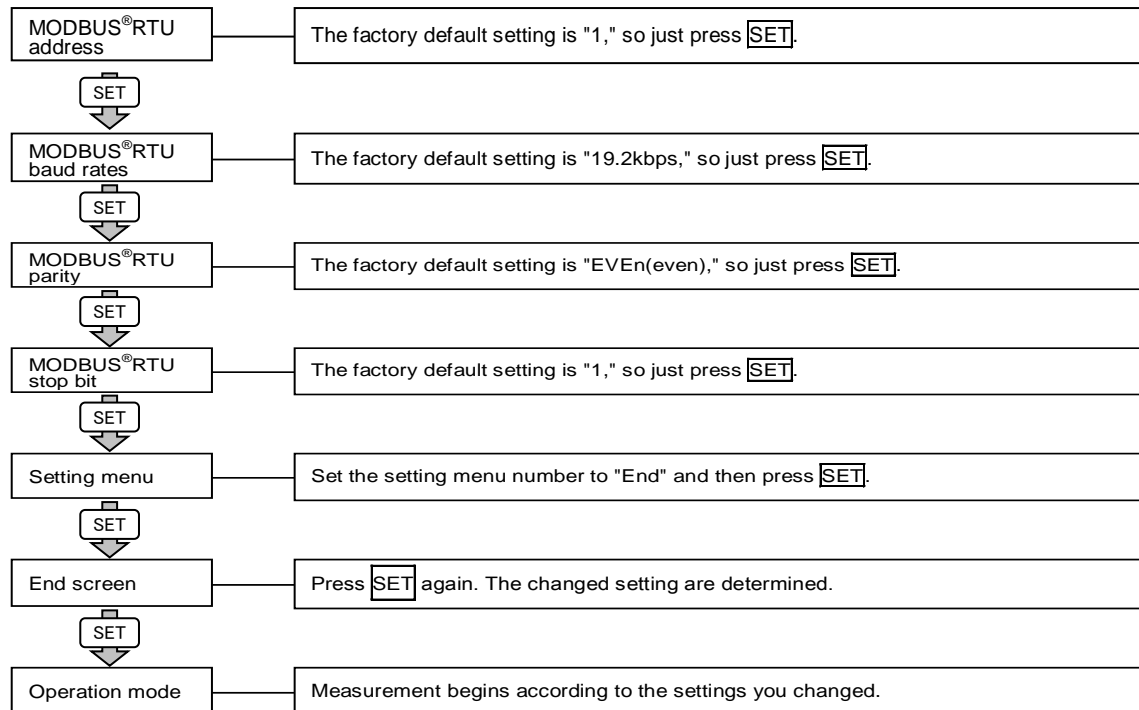 MODBUS®RTU
address
The factory default setting is "1," so just press SET.
SET
MODBUS®RTU
baud rates
The factory default setting is "19.2kbps," so just press SET.
SET
MODBUS®RTU
parity
The factory default setting is "EVEn(even)," so just press SET.
SET
MODBUS®RTU
stop bit
The factory default setting is "1," so just press SET.
SET
Setting menu
Set the setting menu number to "End" and then press SET.
SET
End screen
Press SET again. The changed setting are determined.
SET
Operation mode
Measurement begins according to the settings you changed.